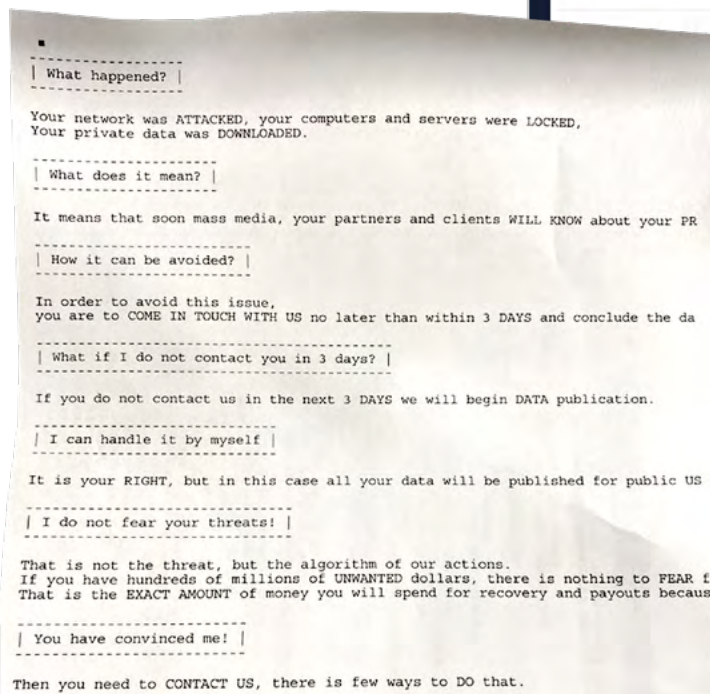 | What happened? |
Your network was ATTACKED, your computers and servers were LOCKED,
Your private data was DOWNLOADED.
| What does it mean? |
It means that soon mass media, your partners and clients WILL KNOW about your PR
| How it can be avoided? |
In order to avoid this issue,
you are to COME IN TOUCH WITH US no later than within 3 DAYS and conclude the da
| What if I do not contact you in 3 days? |
If you do not contact us in the next 3 DAYS we will begin DATA publication.
| I can handle it by myself |
It is your RIGHT, but in this case all your data will be published for public US
| I do not fear your threats! |
That is not the threat, but the algorithm of our actions.
If you have hundreds of millions of UNWANTED dollars, there is nothing to FEAR f
That is the EXACT AMOUNT of money you will spend for recovery and payouts becaus
| You have convinced me! |
Then you need to CONTACT US, there is few ways to DO that.